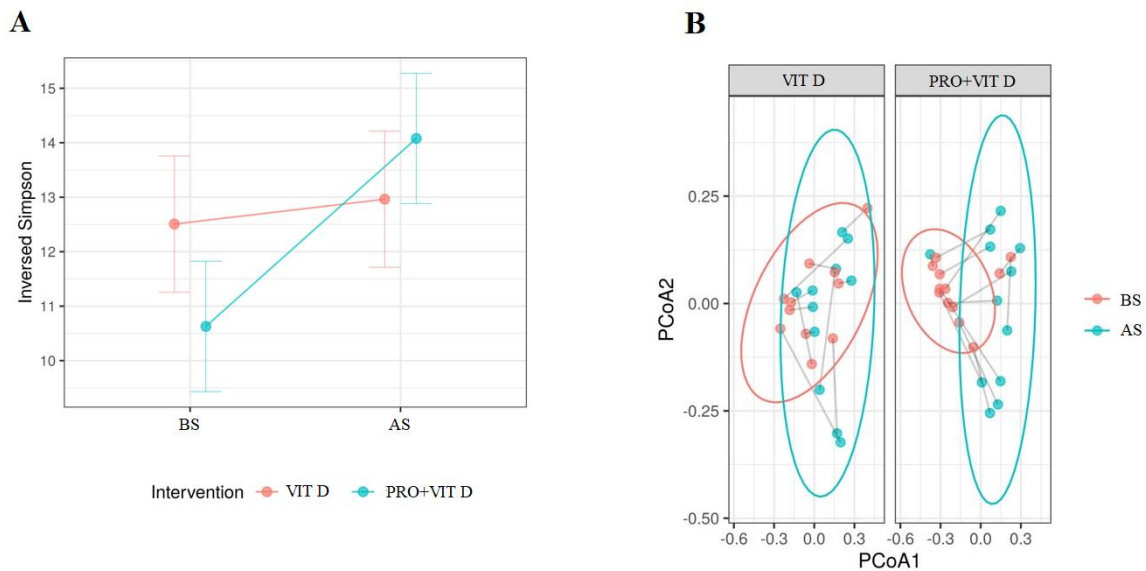 A
Inversed Simpson
15
14
13
12
11
10
BS
AS
Intervention VIT D PRO+VIT D
B
VIT D PRO+VIT D
PCoA2
0.25
0.00
-0.25
-0.50
-0.6 -0.3 0.0 0.3 -0.6 -0.3 0.0 0.3
PCoA1
BS
AS